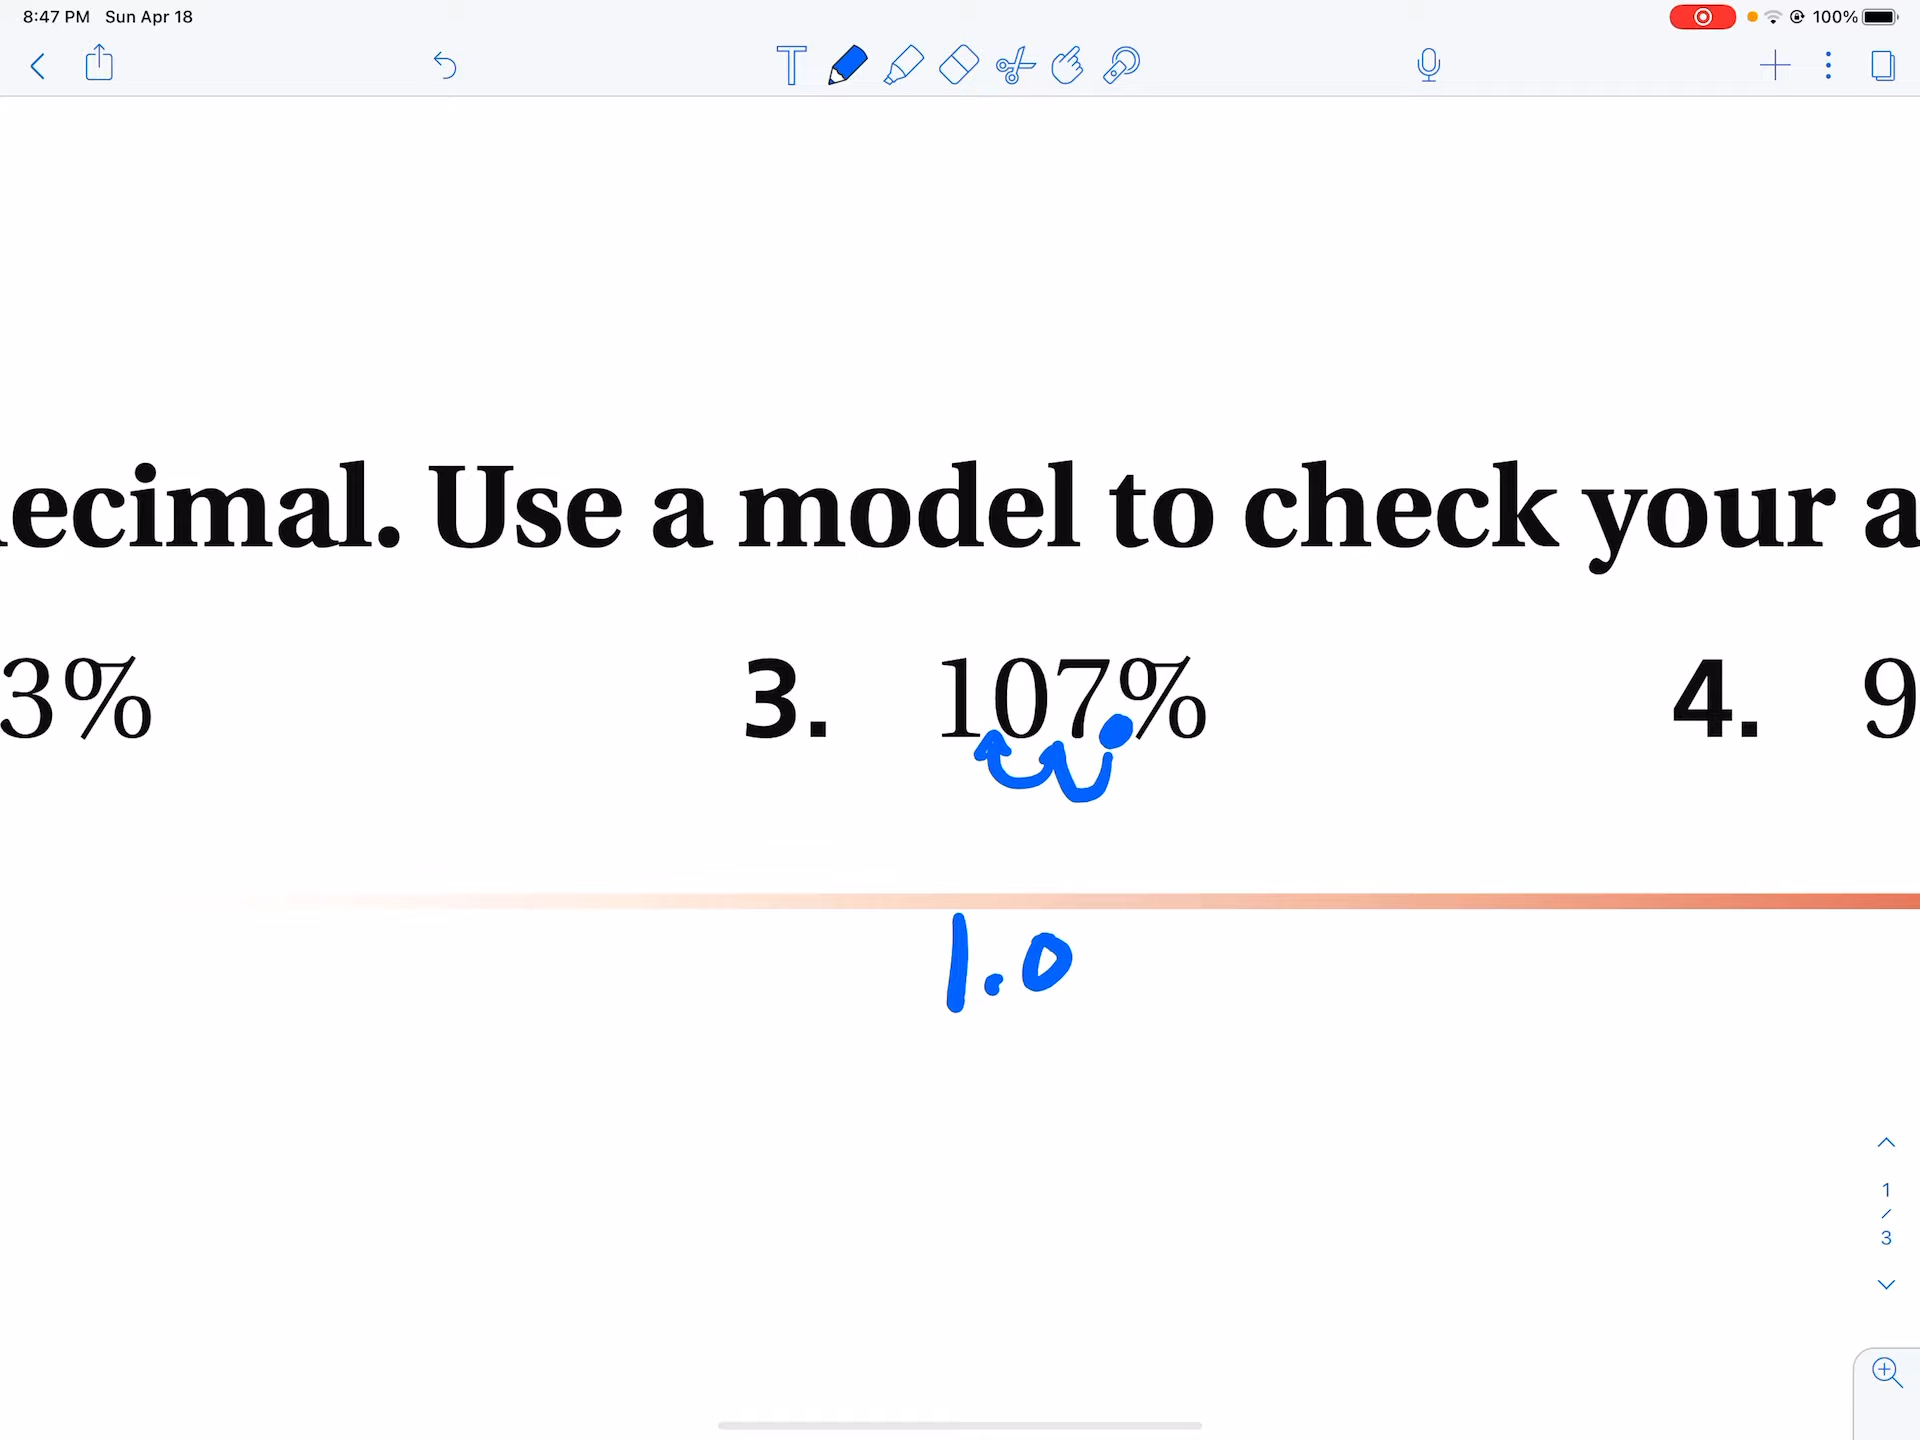 8:47 PM Sun Apr 18 100%
ecimal. Use a model to check your a
3% 3. 107% 4. 9
1.0
1
/
3